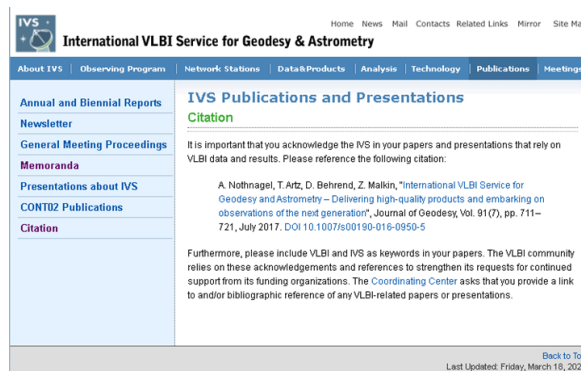 IVS
Home News Mail Contacts Related Links Mirror Site
International VLBI Service for Geodesy & Astrometry
About IVS Observing Program Network Stations Data&Products Analysis Technology Publications Meetings
Annual and Biennial Reports
Newsletter
General Meeting Proceedings
Memoranda
Presentations about IVS
CONT02 Publications
Citation
IVS Publications and Presentations
Citation
It is important that you acknowledge the IVS in your papers and presentations that rely on
VLBI data and results. Please reference the following citation:
A. Nothnagel, T. Artz, D. Behrend, Z. Malkin, "International VLBI Service for
Geodesy and Astrometry – Delivering high-quality products and embarking on
observations of the next generation", Journal of Geodesy, Vol. 91(7), pp. 711–
721, July 2017. DOI 10.1007/s00190-016-0950-5
Furthermore, please include VLBI and IVS as keywords in your papers. The VLBI community
relies on these acknowledgements and references to strengthen its requests for continued
support from its funding organizations. The Coordinating Center asks that you provide a link
to and/or bibliographic reference of any VLBI-related papers or presentations.
Back to
Last Updated: Friday, March 18,